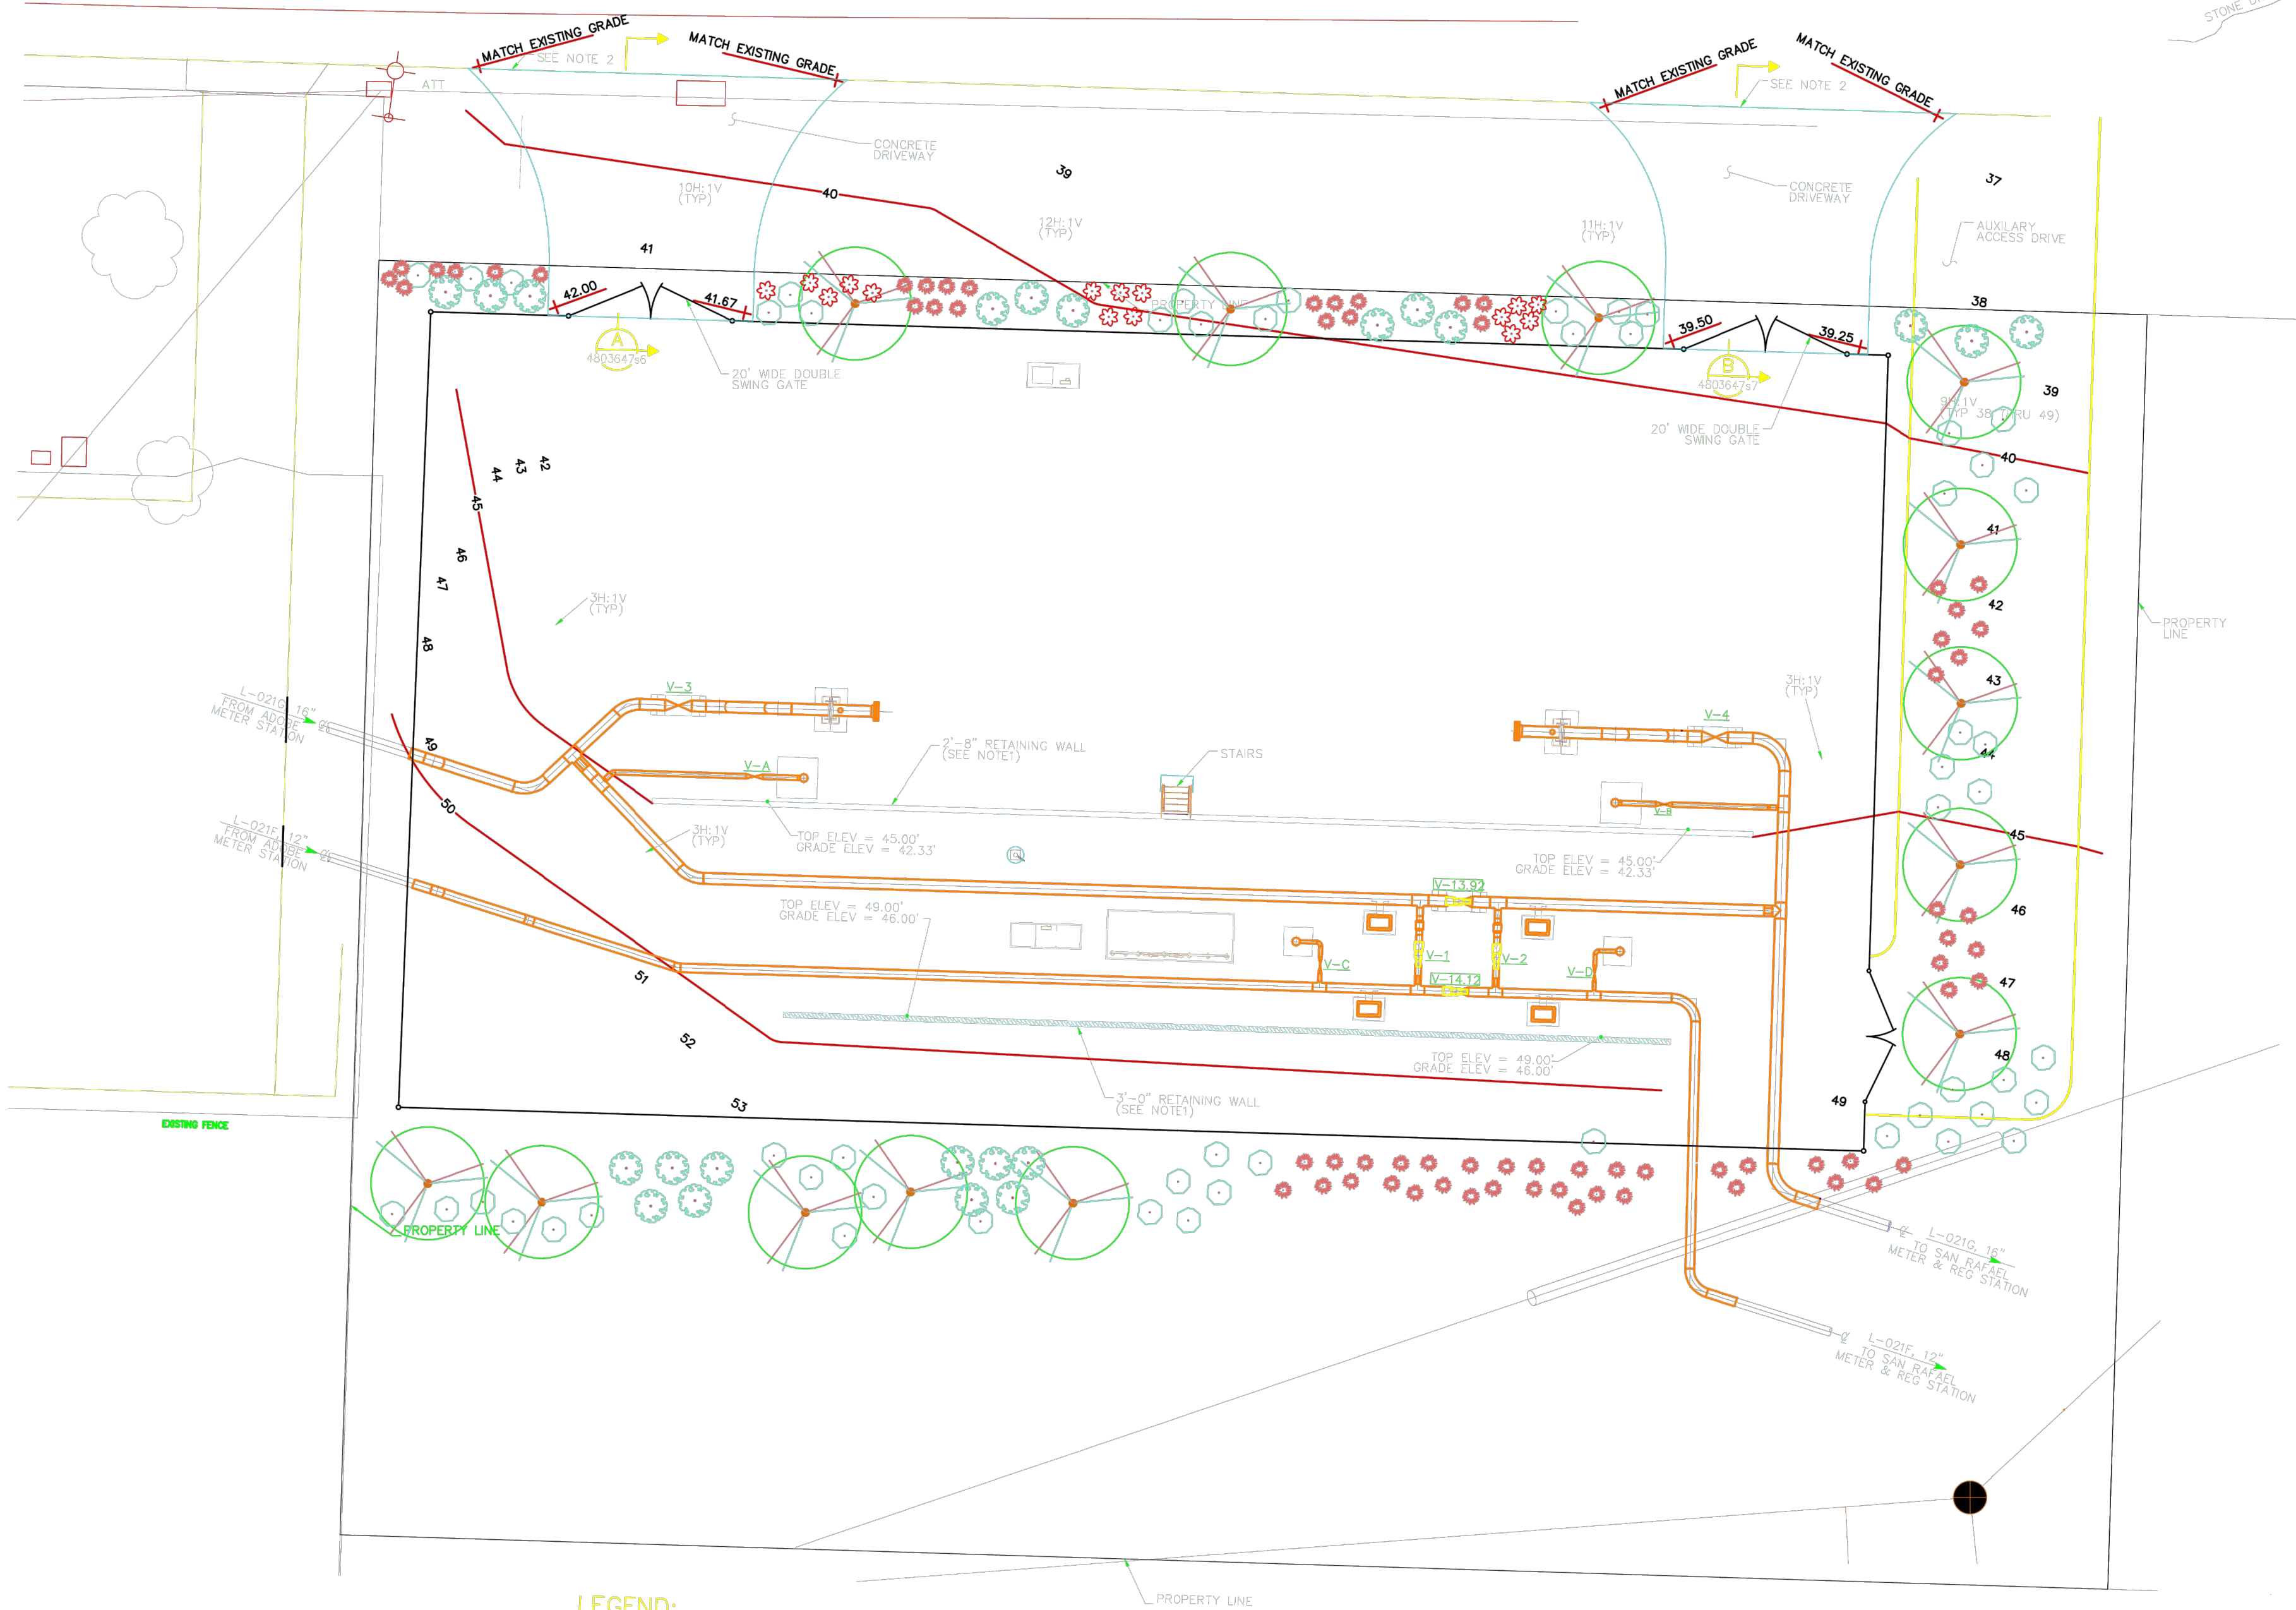 STONE
MATCH EXISTING GRADE
SEE NOTE 2
MATCH EXISTING GRADE
MATCH EXISTING GRADE
MATCH EXISTING GRADE
SEE NOTE 2
ATT
CONCRETE
DRIVEWAY
39
10H:1V
(TYP)
40
12H:1V
(TYP)
11H:1V
(TYP)
CONCRETE
DRIVEWAY
37
AUXILARY
ACCESS DRIVE
41
42.00
41.67
PROPERTY LINE
39.50
39.25
38
A
4803647s6
20' WIDE DOUBLE
SWING GATE
B
4803647s7
20' WIDE DOUBLE
SWING GATE
39
9H:1V
(TYP 38 THRU 49)
40
42
43
44
45
46
47
48
41
42
43
44
3H:1V
(TYP)
PROPERTY
LINE
3H:1V
(TYP)
L-021G, 16"
FROM ADOBE
METER STATION
V-3
V-4
49
V-A
2'-8" RETAINING WALL
(SEE NOTE1)
STAIRS
50
V-B
L-021F, 12"
FROM ADOBE
METER STATION
3H:1V
(TYP)
TOP ELEV = 45.00'
GRADE ELEV = 42.33'
TOP ELEV = 45.00'
GRADE ELEV = 42.33'
45
V-13.92
TOP ELEV = 49.00'
GRADE ELEV = 46.00'
46
V-C
V-1
V-2
V-D
V-14.12
51
47
52
TOP ELEV = 49.00'
GRADE ELEV = 46.00'
48
3'-0" RETAINING WALL
(SEE NOTE1)
53
49
EXISTING FENCE
PROPERTY LINE
L-021G, 16"
TO SAN RAFAEL
METER & REG STATION
L-021F, 12"
TO SAN RAFAEL
METER & REG STATION
PROPERTY LINE
LEGEND: